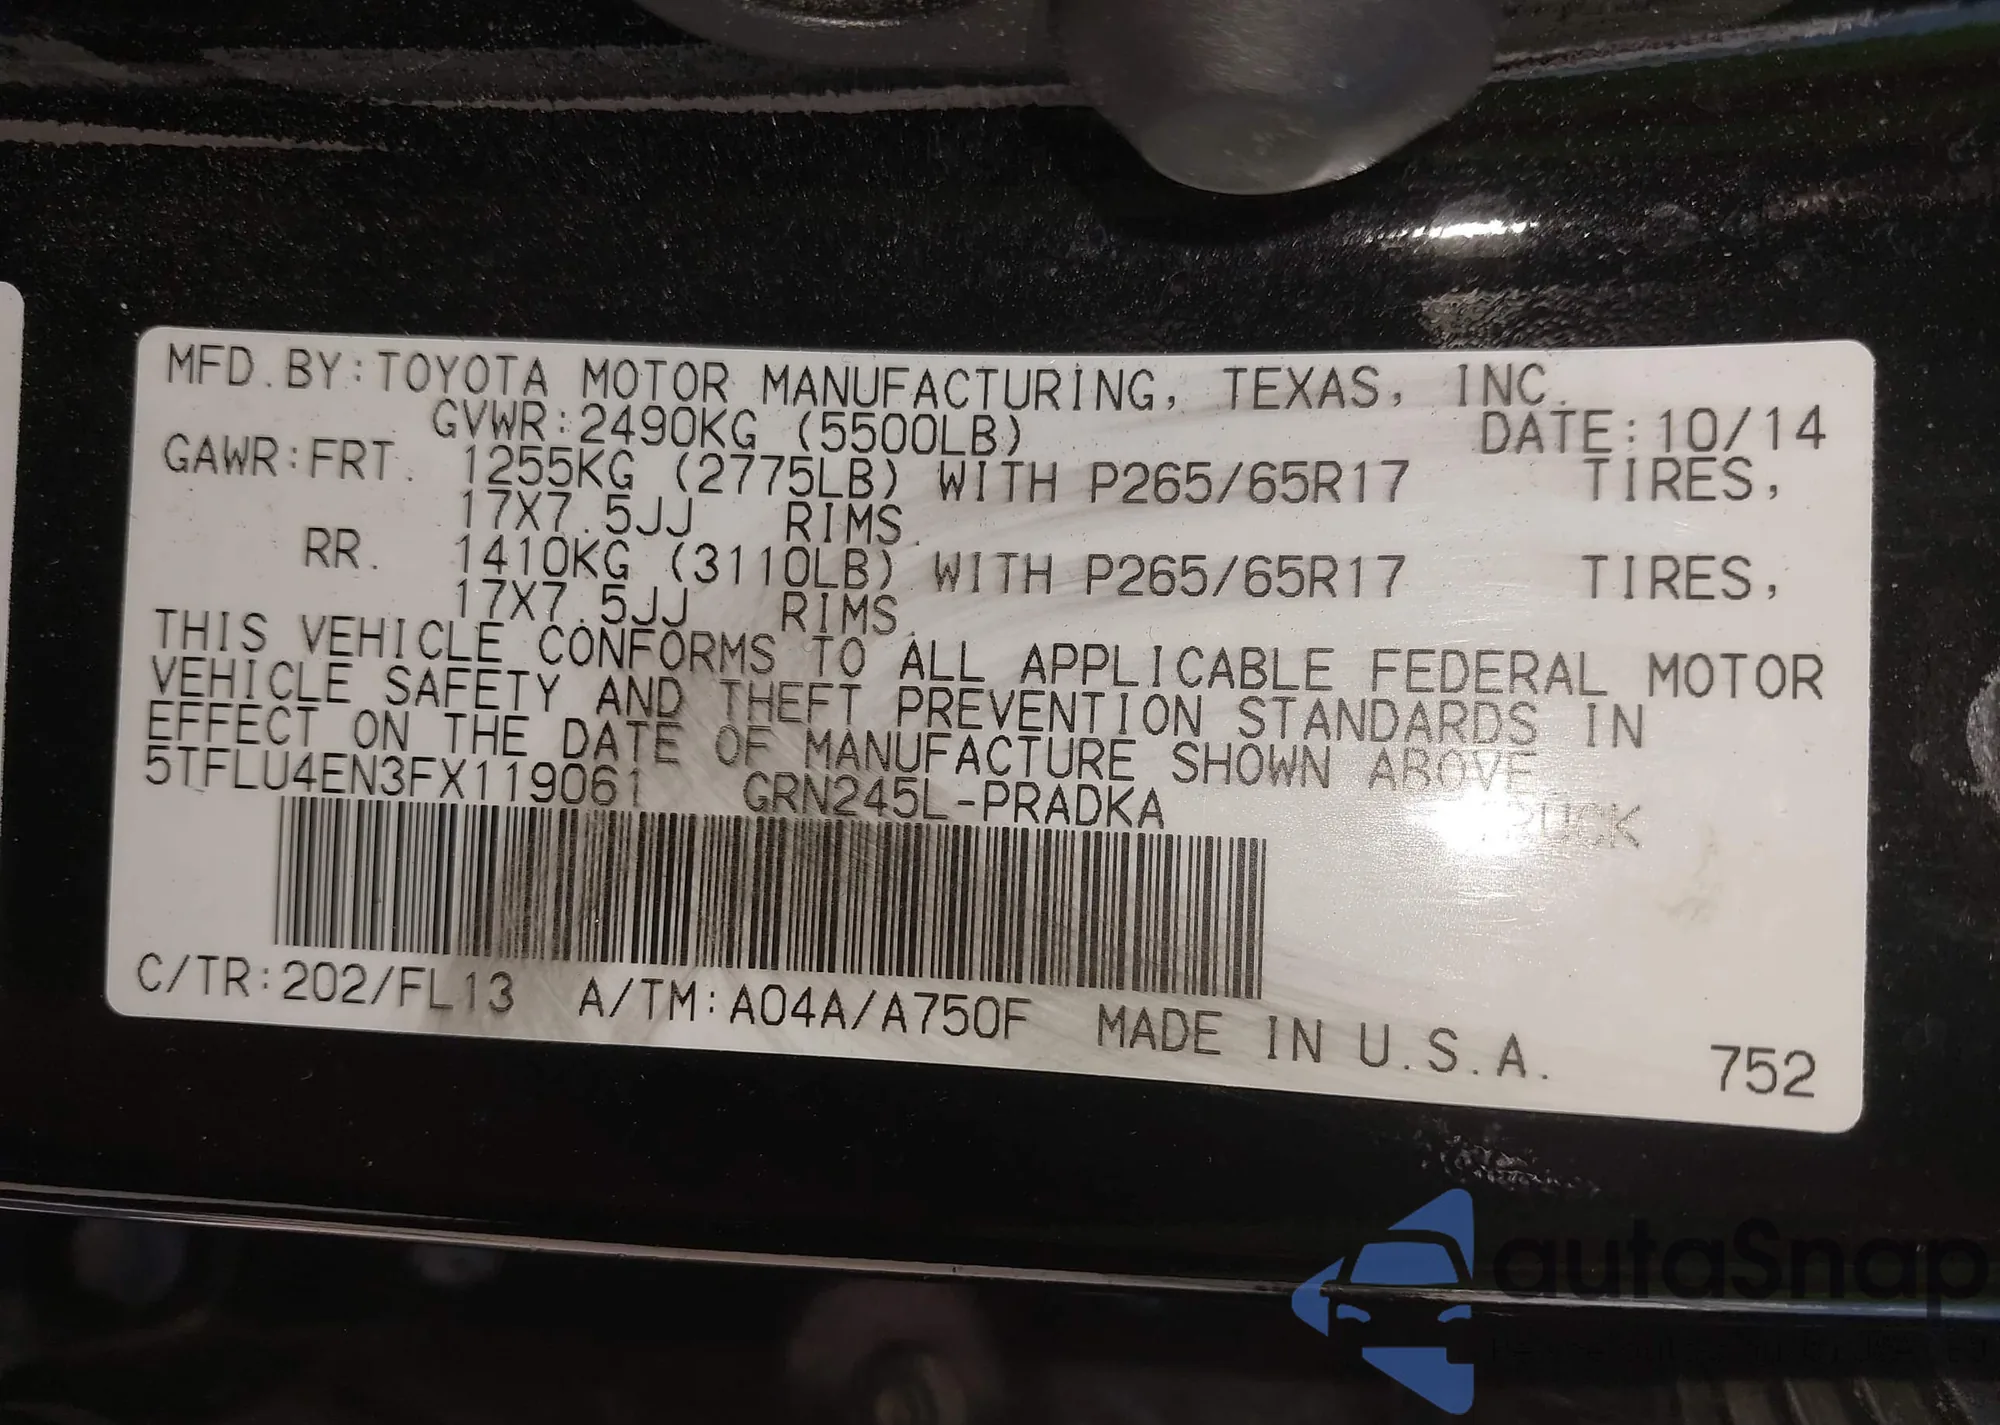 MFD.BY:TOYOTA MOTOR MANUFACTURING, TEXAS, INC.
GVWR:2490KG (5500LB) DATE:10/14
GAWR:FRT. 1255KG (2775LB) WITH P265/65R17 TIRES,
17X7.5JJ RIMS.
RR. 1410KG (3110LB) WITH P265/65R17 TIRES,
17X7.5JJ RIMS.
THIS VEHICLE CONFORMS TO ALL APPLICABLE FEDERAL MOTOR
VEHICLE SAFETY AND THEFT PREVENTION STANDARDS IN
EFFECT ON THE DATE OF MANUFACTURE SHOWN ABOVE
5TFLU4EN3FX119061 GRN245L-PRADKA
C/TR:202/FL13 A/TM:A04A/A750F MADE IN U.S.A. 752
autaSnap